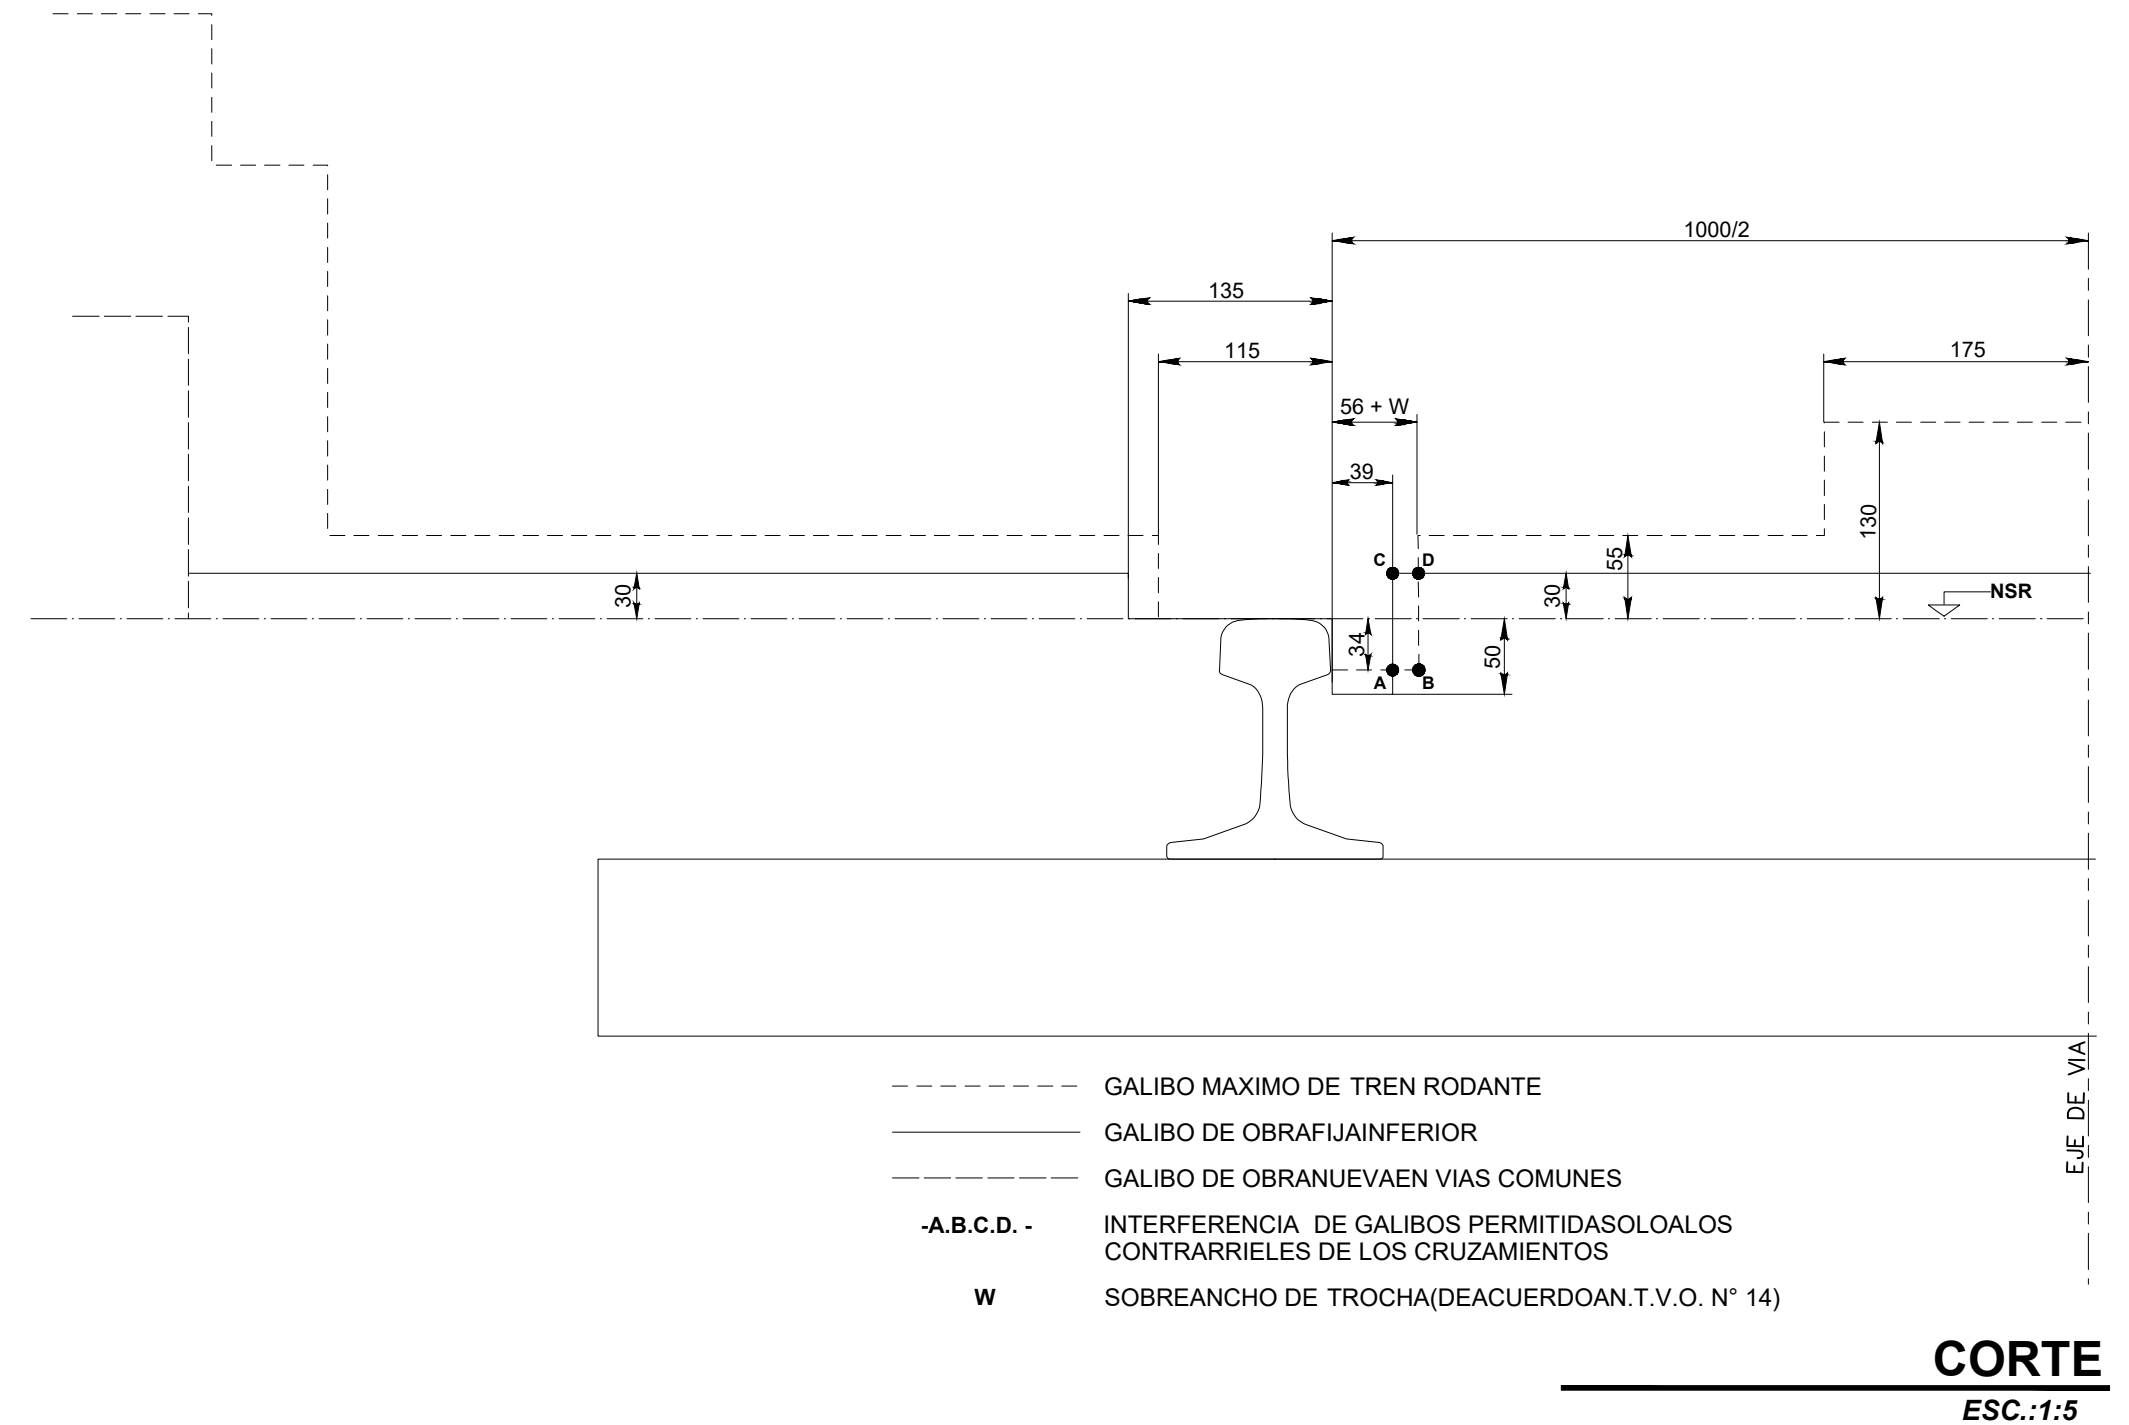 1000/2
135
115
175
56 + W
39
130
55
C
D
30
30
NSR
34
50
A
B
EJE DE VIA
GALIBO MAXIMO DE TREN RODANTE
GALIBO DE OBRAFIJAINFERIOR
GALIBO DE OBRANUEVAEN VIAS COMUNES
-A.B.C.D. - INTERFERENCIA DE GALIBOS PERMITIDASOLOALOS
CONTRARRIELES DE LOS CRUZAMIENTOS
W SOBREANCHO DE TROCHA(DEACUERDOAN.T.V.O. N° 14)
CORTE
ESC.:1:5